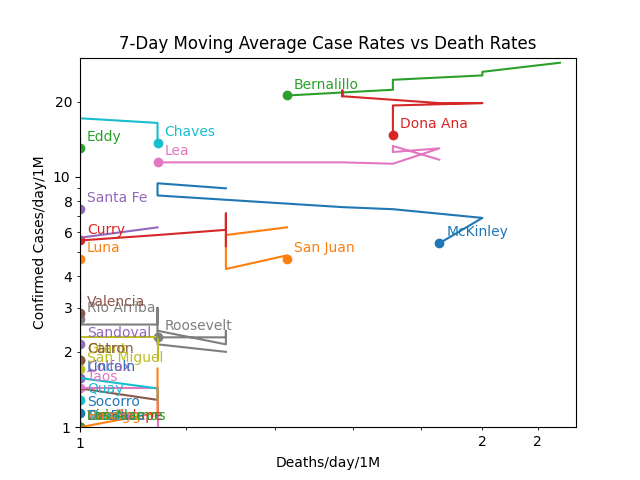 7-Day Moving Average Case Rates vs Death Rates
Bernalillo
20
Dona Ana
Eddy
Chaves
Lea
10
Santa Fe
8
Curry
McKinley
6
Luna
San Juan
4
Valencia
Rio Arriba
3
Roosevelt
Sandoval
2
Catron
San Miguel
Lincoln
Taos
Quay
Socorro
1
1
2
2
Deaths/day/1M
Confirmed Cases/day/1M